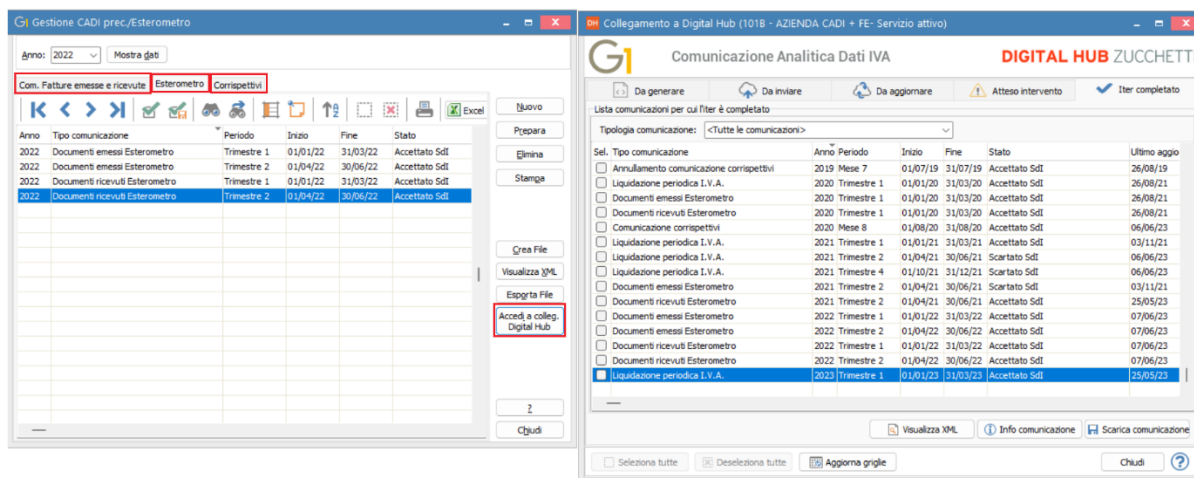 G1 Gestione CADI prec./Esterometro
Anno: 2022 Mostra dati
Com. Fatture emesse e ricevute Esterometro Corrispettivi
Excel
Anno Tipo comunicazione Periodo Inizio Fine Stato
2022 Documenti emessi Esterometro Trimestre 1 01/01/22 31/03/22 Accettato SdI
2022 Documenti emessi Esterometro Trimestre 2 01/04/22 30/06/22 Accettato SdI
2022 Documenti ricevuti Esterometro Trimestre 1 01/01/22 31/03/22 Accettato SdI
2022 Documenti ricevuti Esterometro Trimestre 2 01/04/22 30/06/22 Accettato SdI
Nuovo
Prepara
Elimina
Stampa
Crea File
Visualizza XML
Esporta File
Accedi a colleg.
Digital Hub
?
Chiudi
DH Collegamento a Digital Hub (101B - AZIENDA CADI + FE- Servizio attivo)
G1 Comunicazione Analitica Dati IVA DIGITAL HUB ZUCCHETTI
Da generare Da inviare Da aggiornare Atteso intervento Iter completato
Lista comunicazioni per cui l'iter è completato
Tipologia comunicazione: <Tutte le comunicazioni>
Sel. Tipo comunicazione Anno Periodo Inizio Fine Stato Ultimo aggio
Annullamento comunicazione corrispettivi 2019 Mese 7 01/07/19 31/07/19 Accettato SdI 26/08/19
Liquidazione periodica I.V.A. 2020 Trimestre 1 01/01/20 31/03/20 Accettato SdI 26/08/21
Documenti emessi Esterometro 2020 Trimestre 1 01/01/20 31/03/20 Accettato SdI 26/08/21
Documenti ricevuti Esterometro 2020 Trimestre 1 01/01/20 31/03/20 Accettato SdI 26/08/21
Comunicazione corrispettivi 2020 Mese 8 01/08/20 31/08/20 Accettato SdI 06/06/23
Liquidazione periodica I.V.A. 2021 Trimestre 1 01/01/21 31/03/21 Accettato SdI 03/11/21
Liquidazione periodica I.V.A. 2021 Trimestre 2 01/04/21 30/06/21 Scartato SdI 06/06/23
Liquidazione periodica I.V.A. 2021 Trimestre 4 01/10/21 31/12/21 Scartato SdI 06/06/23
Documenti emessi Esterometro 2021 Trimestre 2 01/04/21 30/06/21 Scartato SdI 03/11/21
Documenti ricevuti Esterometro 2021 Trimestre 2 01/04/21 30/06/21 Accettato SdI 25/05/23
Documenti emessi Esterometro 2022 Trimestre 1 01/01/22 31/03/22 Accettato SdI 07/06/23
Documenti emessi Esterometro 2022 Trimestre 2 01/04/22 30/06/22 Accettato SdI 07/06/23
Documenti ricevuti Esterometro 2022 Trimestre 1 01/01/22 31/03/22 Accettato SdI 07/06/23
Documenti ricevuti Esterometro 2022 Trimestre 2 01/04/22 30/06/22 Accettato SdI 07/06/23
Liquidazione periodica I.V.A. 2023 Trimestre 1 01/01/23 31/03/23 Accettato SdI 25/05/23
Visualizza XML Info comunicazione Scarica comunicazione
Seleziona tutte Deseleziona tutte Aggiorna griglie Chiudi ?